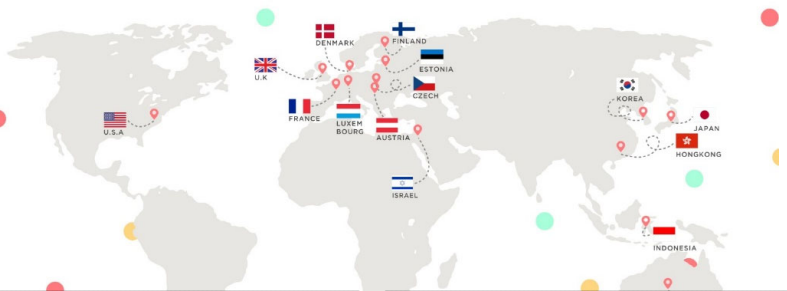 DENMARK
FINLAND
U.K
ESTONIA
CZECH
FRANCE
LUXEM
BOURG
AUSTRIA
U.S.A
ISRAEL
KOREA
JAPAN
HONGKONG
INDONESIA